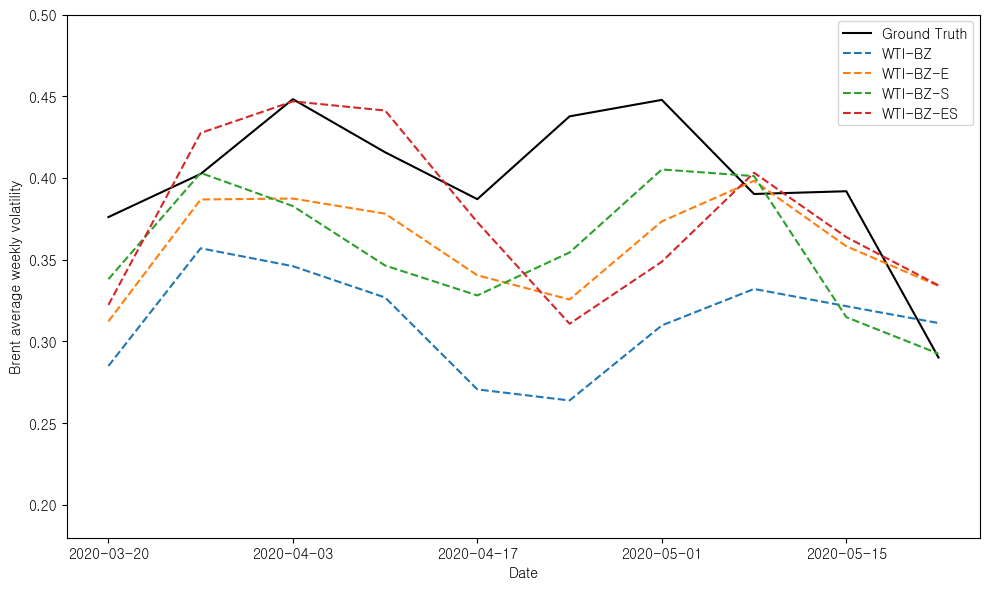 0.50
0.45
0.40
0.35
0.30
0.25
0.20
Brent average weekly volatility
Ground Truth
WTI-BZ
WTI-BZ-E
WTI-BZ-S
WTI-BZ-ES
2020-03-20
2020-04-03
2020-04-17
2020-05-01
2020-05-15
Date